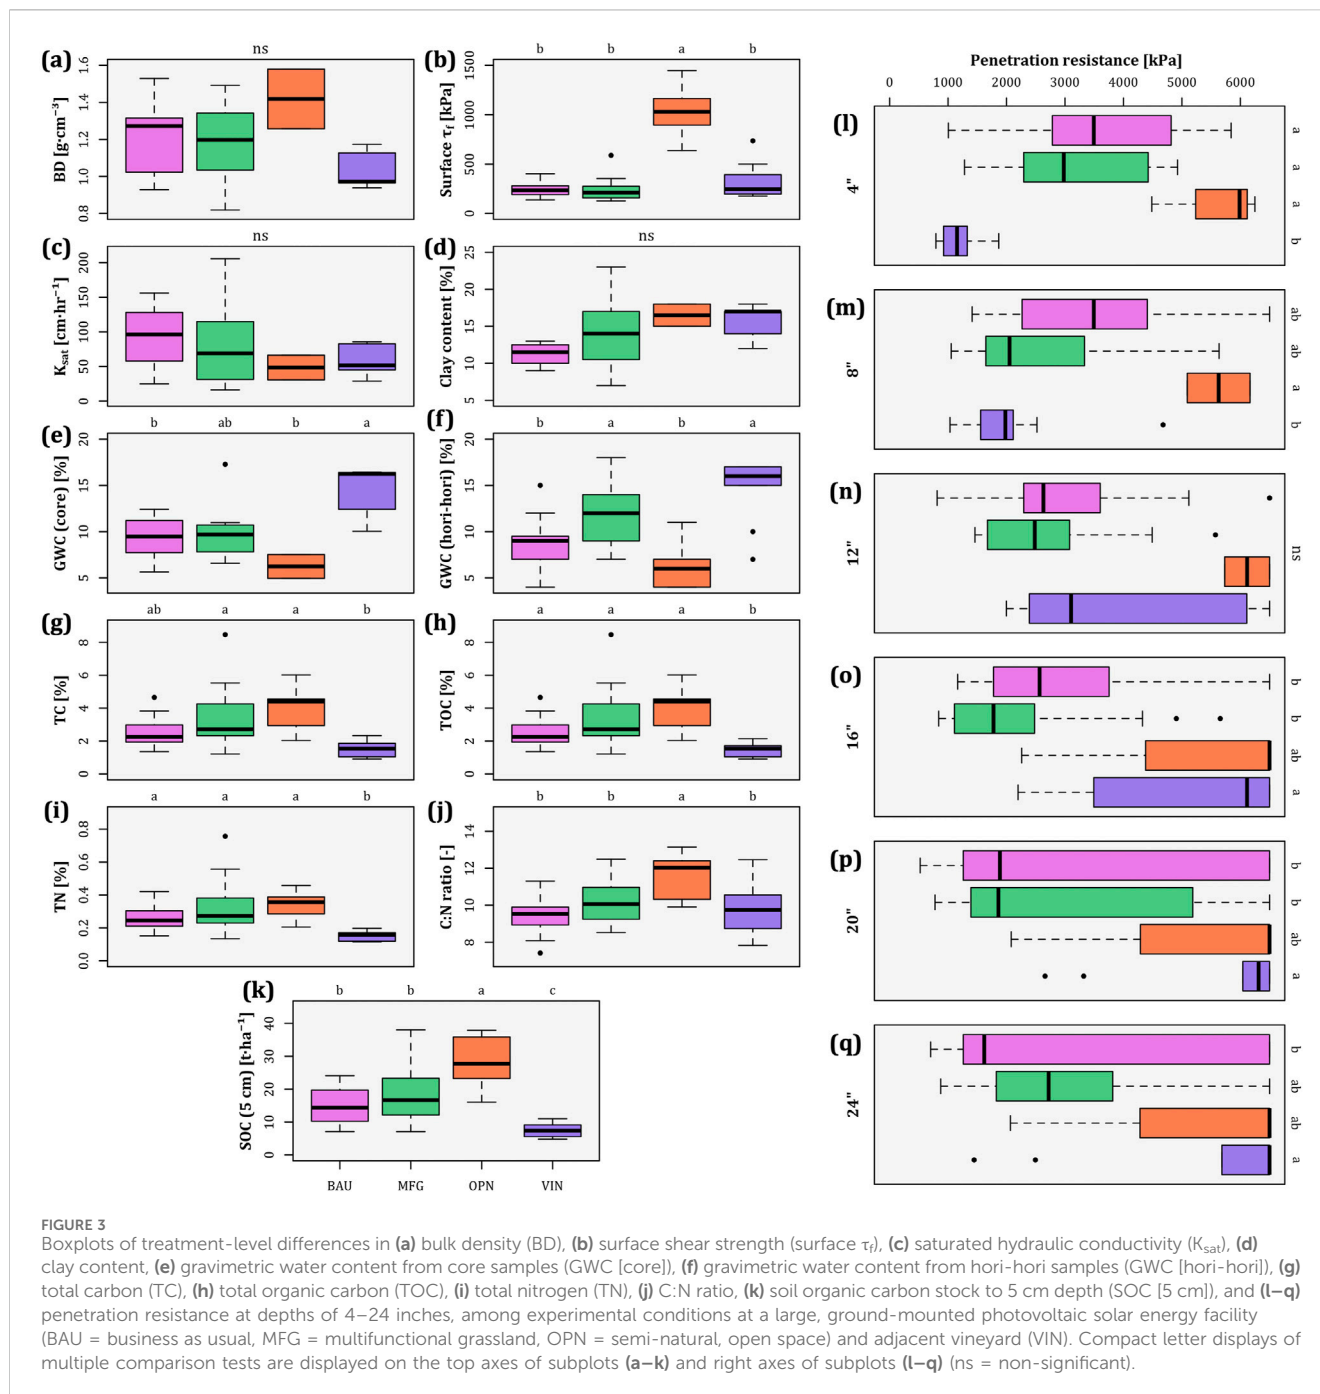 (a)
ns
BD [g·cm⁻³]
0.8 1.0 1.2 1.4 1.6
(b)
b b a b
Surface τf [kPa]
0 500 1000 1500
(c)
ns
Ksat [cm·hr⁻¹]
0 50 100 150 200
(d)
ns
Clay content [%]
5 10 15 20 25
(e)
b ab b a
GWC (core) [%]
5 10 15 20
(f)
b a b a
GWC (hori-hori) [%]
5 10 15 20
(g)
ab a a b
TC [%]
0 2 4 6 8
(h)
a a a b
TOC [%]
0 2 4 6 8
(i)
a a a b
TN [%]
0.0 0.2 0.4 0.6 0.8
(j)
b b a b
C:N ratio [-]
8 10 12 14
(k)
b b a c
SOC (5 cm) [t·ha⁻¹]
0 10 20 30 40
BAU MFG OPN VIN
Penetration resistance [kPa]
0 1000 2000 3000 4000 5000 6000
(l)
4"
a a a b
(m)
8"
ab ab a b
(n)
12"
ns
(o)
16"
b b ab a
(p)
20"
b b ab a
(q)
24"
b ab ab a
FIGURE 3
Boxplots of treatment-level differences in (a) bulk density (BD), (b) surface shear strength (surface τf), (c) saturated hydraulic conductivity (Ksat), (d)
clay content, (e) gravimetric water content from core samples (GWC [core]), (f) gravimetric water content from hori-hori samples (GWC [hori-hori]), (g)
total carbon (TC), (h) total organic carbon (TOC), (i) total nitrogen (TN), (j) C:N ratio, (k) soil organic carbon stock to 5 cm depth (SOC [5 cm]), and (l–q)
penetration resistance at depths of 4–24 inches, among experimental conditions at a large, ground-mounted photovoltaic solar energy facility
(BAU = business as usual, MFG = multifunctional grassland, OPN = semi-natural, open space) and adjacent vineyard (VIN). Compact letter displays of
multiple comparison tests are displayed on the top axes of subplots (a–k) and right axes of subplots (l–q) (ns = non-significant).